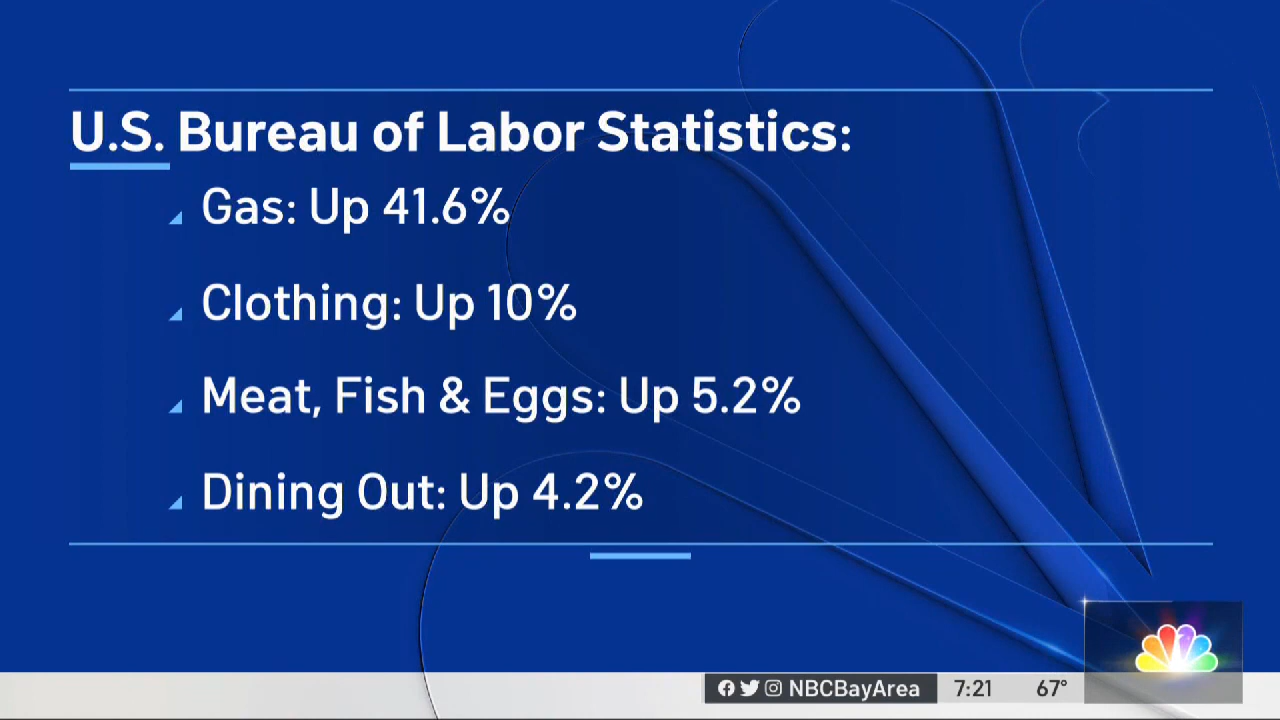 U.S. Bureau of Labor Statistics:
Gas: Up 41.6%
Clothing: Up 10%
Meat, Fish & Eggs: Up 5.2%
Dining Out: Up 4.2%
NBCBayArea 7:21 67°